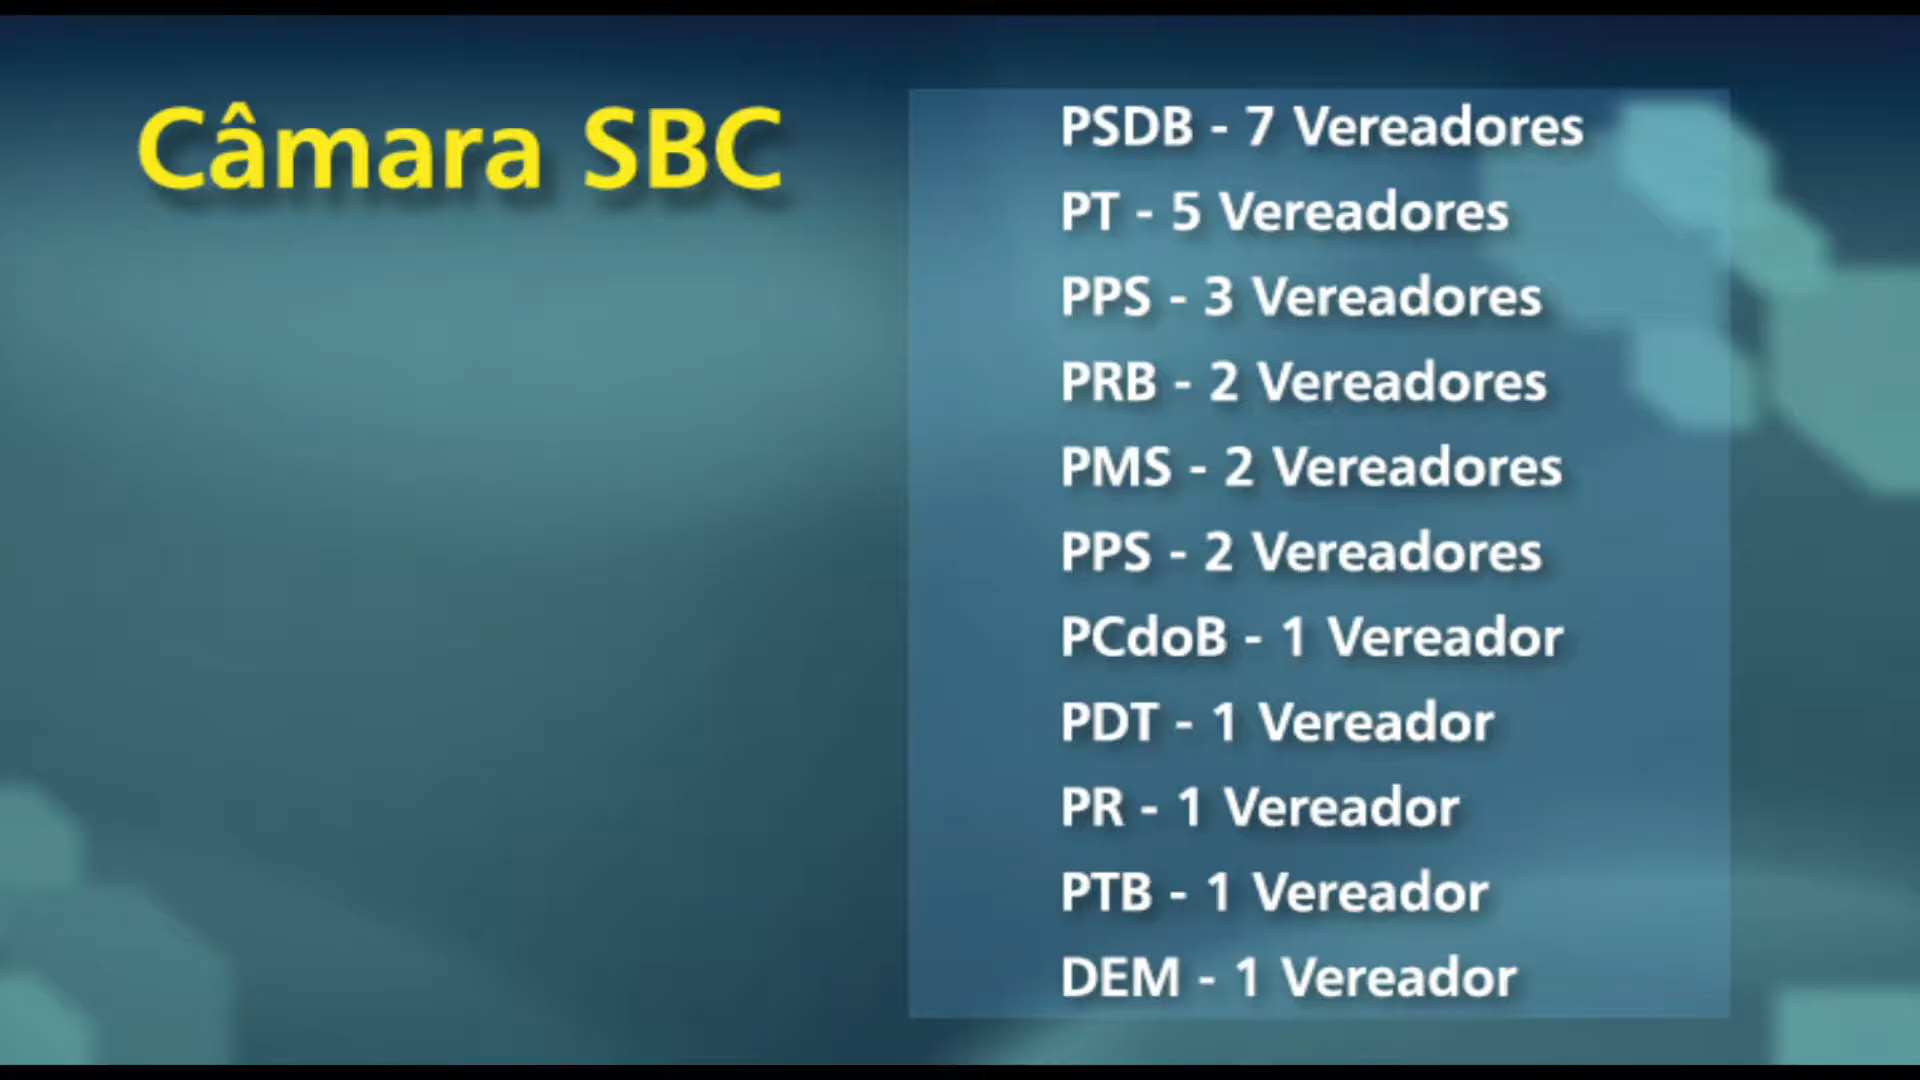 Câmara SBC
PSDB - 7 Vereadores
PT - 5 Vereadores
PPS - 3 Vereadores
PRB - 2 Vereadores
PMS - 2 Vereadores
PPS - 2 Vereadores
PCdoB - 1 Vereador
PDT - 1 Vereador
PR - 1 Vereador
PTB - 1 Vereador
DEM - 1 Vereador